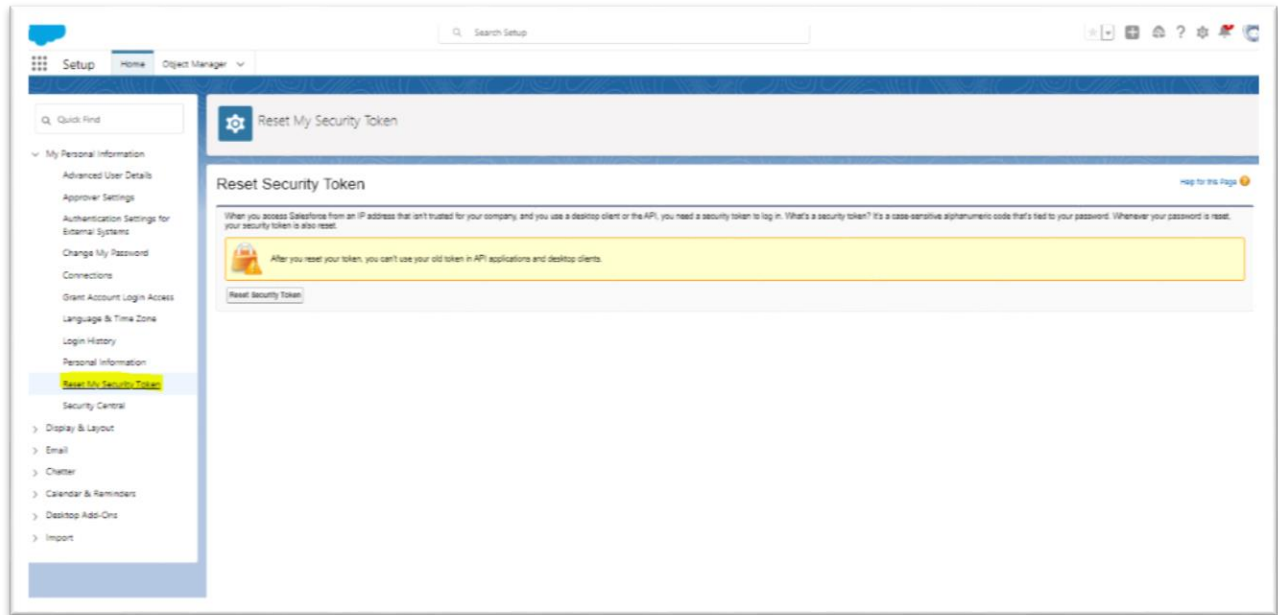 Search Setup
Setup
Home
Object Manager
Quick Find
My Personal Information
Advanced User Details
Approver Settings
Authentication Settings for
External Systems
Change My Password
Connections
Grant Account Login Access
Language & Time Zone
Login History
Personal Information
Reset My Security Token
Security Central
Display & Layout
Email
Chatter
Calendar & Reminders
Desktop Add-Ons
Import
Reset My Security Token
Reset Security Token
Help for this Page
When you access Salesforce from an IP address that isn't trusted for your company, and you use a desktop client or the API, you need a security token to log in. What's a security token? It's a case-sensitive alphanumeric code that's tied to your password. Whenever your password is reset,
your security token is also reset.
After you reset your token, you can't use your old token in API applications and desktop clients.
Reset Security Token